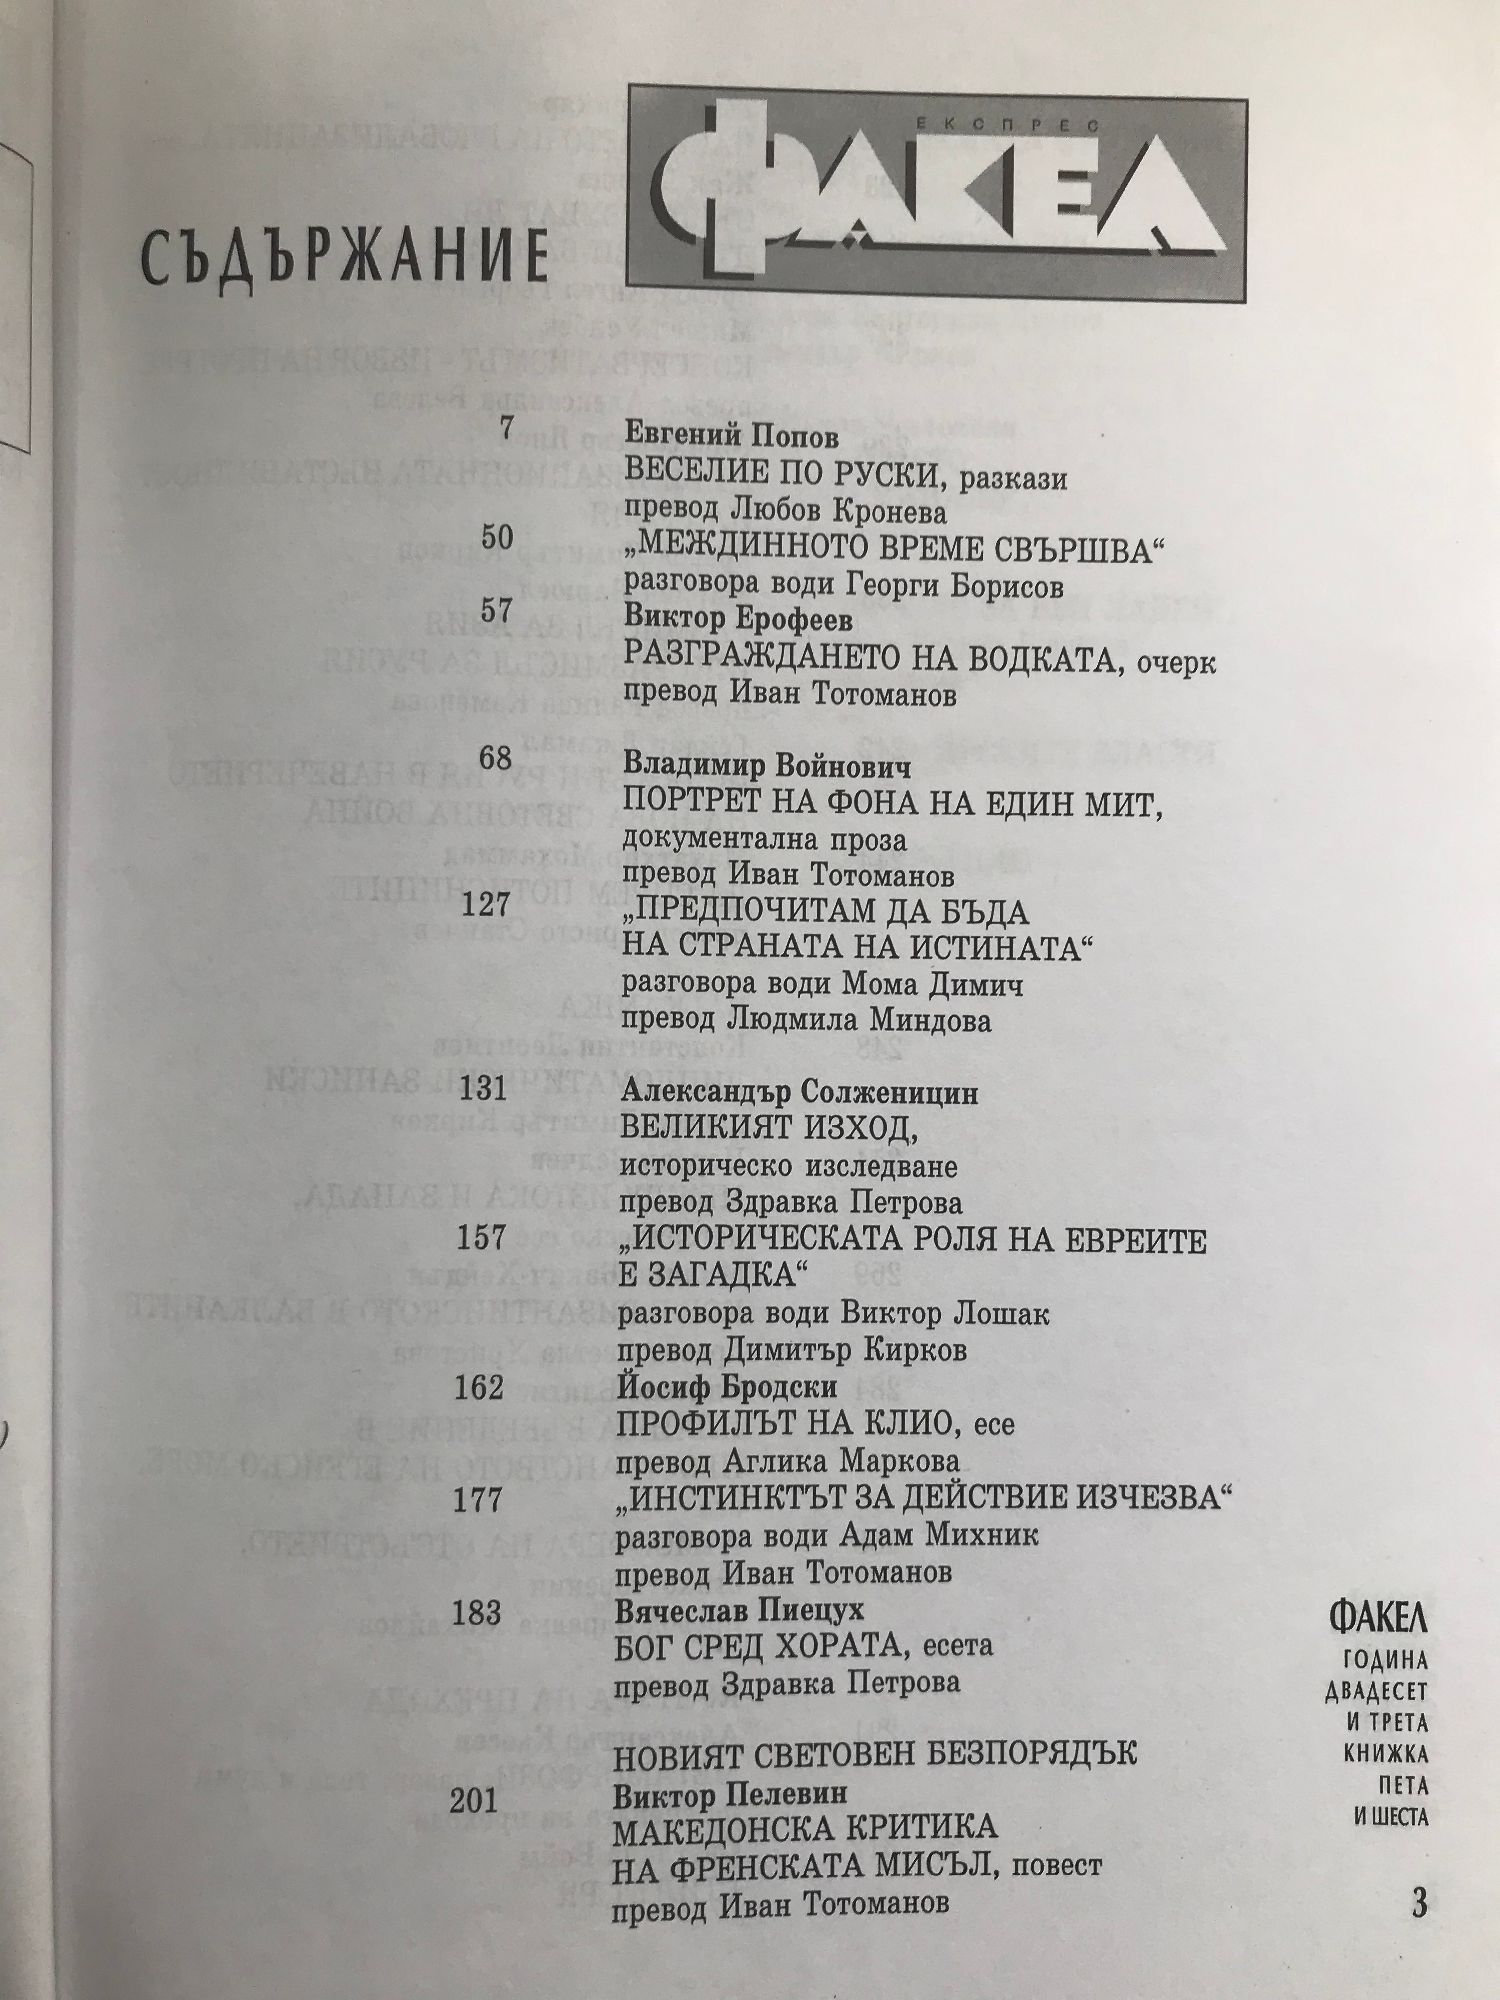 ЕКСПРЕС
ФАКЕЛ
СЪДЪРЖАНИЕ
7 Евгений Попов
ВЕСЕЛИЕ ПО РУСКИ, разкази
превод Любов Кронева
50 „МЕЖДИННОТО ВРЕМЕ СВЪРШВА“
разговора води Георги Борисов
57 Виктор Ерофеев
РАЗГРАЖДАНЕТО НА ВОДКАТА, очерк
превод Иван Тотоманов
68 Владимир Войнович
ПОРТРЕТ НА ФОНА НА ЕДИН МИТ,
документална проза
превод Иван Тотоманов
127 „ПРЕДПОЧИТАМ ДА БЪДА
НА СТРАНАТА НА ИСТИНАТА“
разговора води Мома Димич
превод Людмила Миндова
131 Александър Солженицин
ВЕЛИКИЯТ ИЗХОД,
историческо изследване
превод Здравка Петрова
157 „ИСТОРИЧЕСКАТА РОЛЯ НА ЕВРЕИТЕ
Е ЗАГАДКА“
разговора води Виктор Лошак
превод Димитър Кирков
162 Йосиф Бродски
ПРОФИЛЪТ НА КЛИО, есе
превод Аглика Маркова
177 „ИНСТИНКТЪТ ЗА ДЕЙСТВИЕ ИЗЧЕЗВА“
разговора води Адам Михник
превод Иван Тотоманов
183 Вячеслав Пиецух
БОГ СРЕД ХОРАТА, есета
превод Здравка Петрова
НОВИЯТ СВЕТОВЕН БЕЗПОРЯДЪК
201 Виктор Пелевин
МАКЕДОНСКА КРИТИКА
НА ФРЕНСКАТА МИСЪЛ, повест
превод Иван Тотоманов
ФАКЕЛ
ГОДИНА
ДВАДЕСЕТ
И ТРЕТА
КНИЖКА
ПЕТА
И ШЕСТА
3